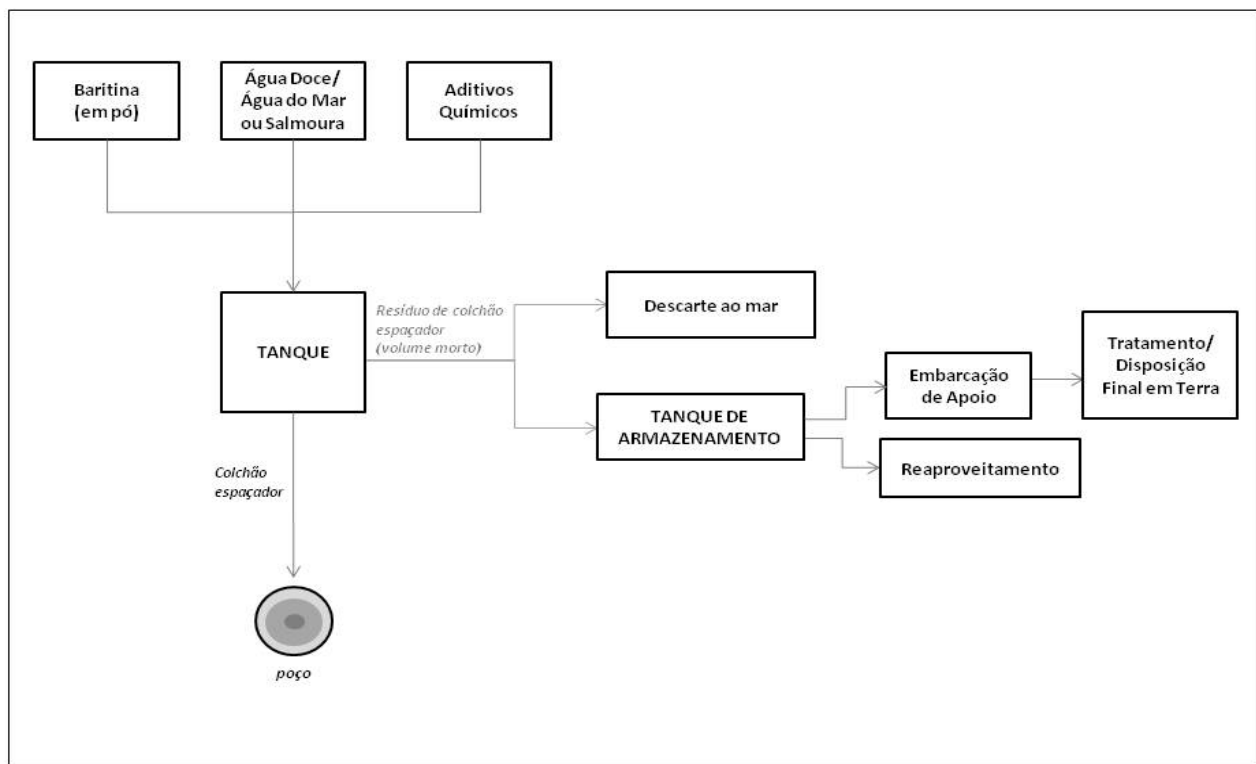 Baritina
(em pó)
Água Doce/
Água do Mar
ou Salmoura
Aditivos
Químicos
TANQUE
Resíduo de colchão
espaçador
(volume morto)
Descarte ao mar
TANQUE DE
ARMAZENAMENTO
Embarcação
de Apoio
Tratamento/
Disposição
Final em Terra
Reaproveitamento
Colchão
espaçador
poço